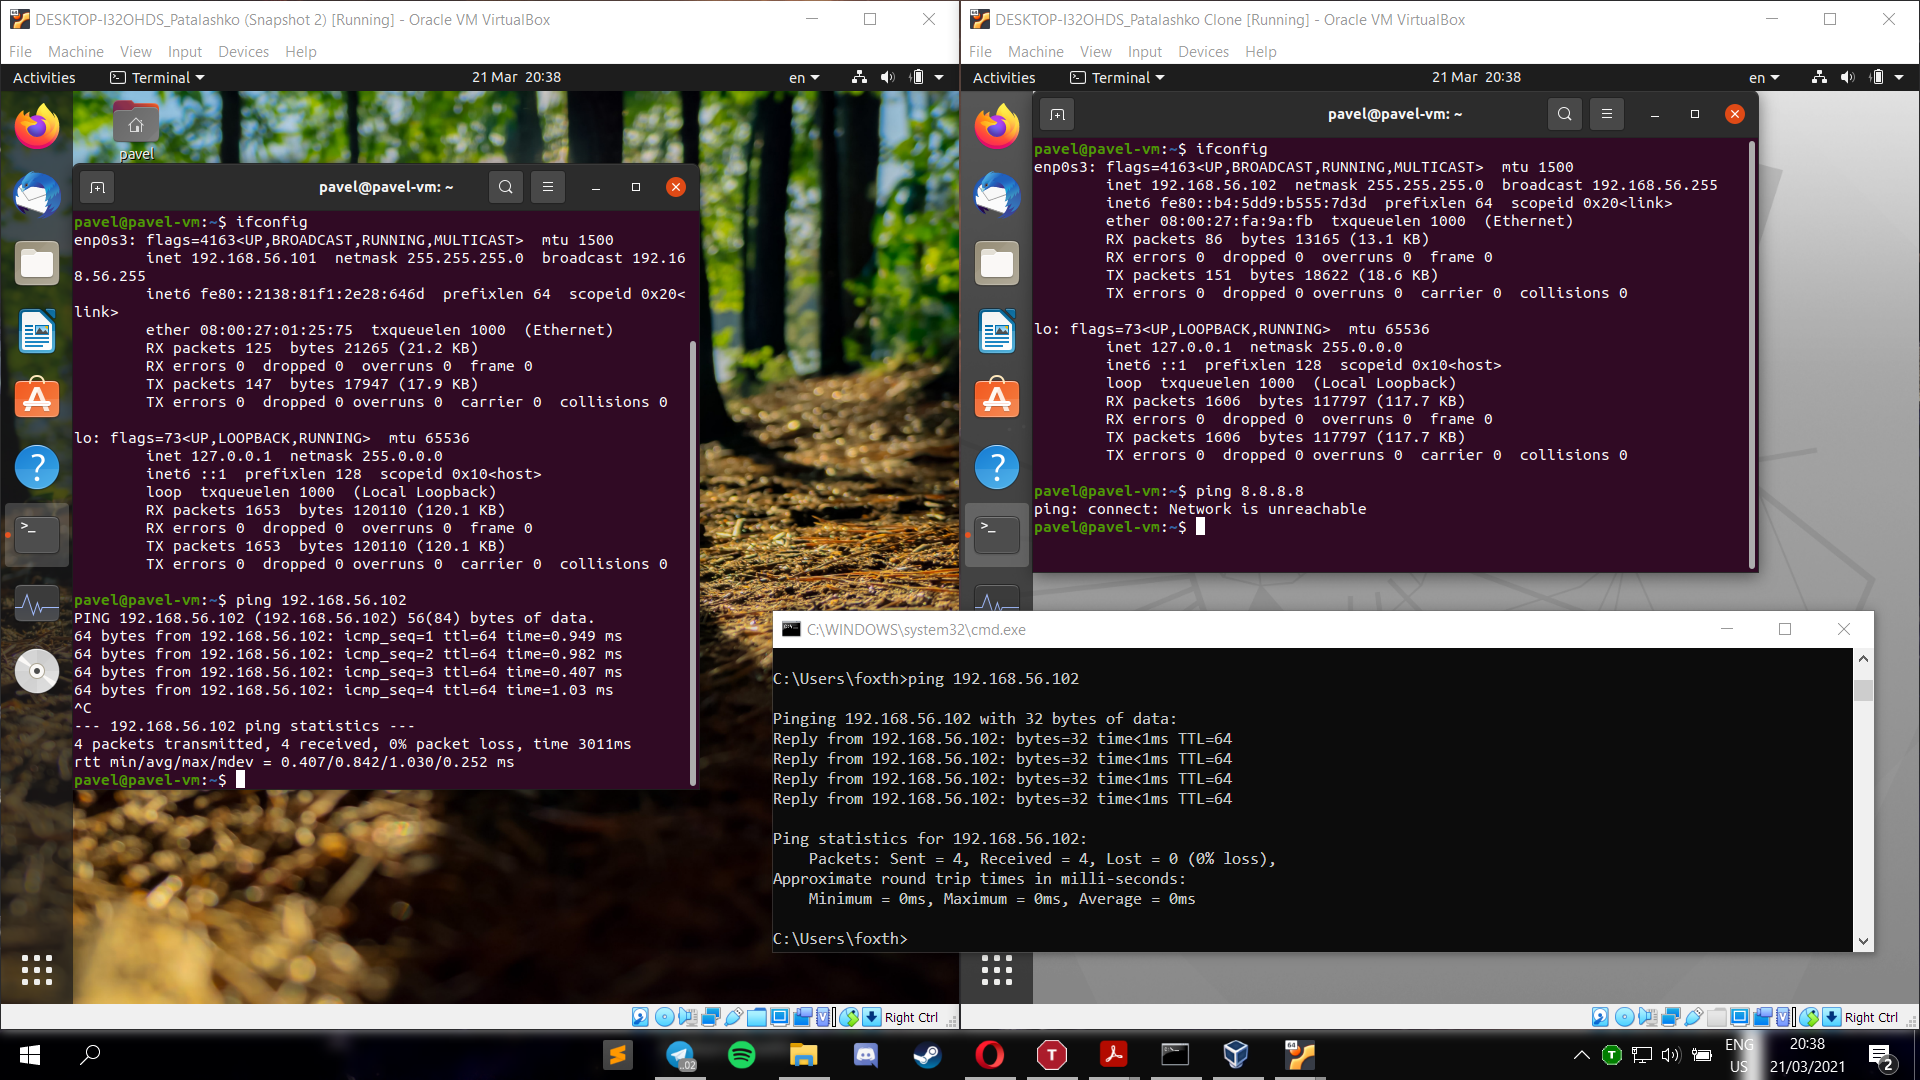 DESKTOP-I32OHDS_Patalashko (Snapshot 2) [Running] - Oracle VM VirtualBox
File Machine View Input Devices Help
Activities Terminal 21 Mar 20:38 en
pavel
pavel@pavel-vm: ~
pavel@pavel-vm:~$ ifconfig
enp0s3: flags=4163<UP,BROADCAST,RUNNING,MULTICAST>  mtu 1500
        inet 192.168.56.101  netmask 255.255.255.0  broadcast 192.16
8.56.255
        inet6 fe80::2138:81f1:2e28:646d  prefixlen 64  scopeid 0x20<
link>
        ether 08:00:27:01:25:75  txqueuelen 1000  (Ethernet)
        RX packets 125  bytes 21265 (21.2 KB)
        RX errors 0  dropped 0  overruns 0  frame 0
        TX packets 147  bytes 17947 (17.9 KB)
        TX errors 0  dropped 0 overruns 0  carrier 0  collisions 0
lo: flags=73<UP,LOOPBACK,RUNNING>  mtu 65536
        inet 127.0.0.1  netmask 255.0.0.0
        inet6 ::1  prefixlen 128  scopeid 0x10<host>
        loop  txqueuelen 1000  (Local Loopback)
        RX packets 1653  bytes 120110 (120.1 KB)
        RX errors 0  dropped 0  overruns 0  frame 0
        TX packets 1653  bytes 120110 (120.1 KB)
        TX errors 0  dropped 0 overruns 0  carrier 0  collisions 0
pavel@pavel-vm:~$ ping 192.168.56.102
PING 192.168.56.102 (192.168.56.102) 56(84) bytes of data.
64 bytes from 192.168.56.102: icmp_seq=1 ttl=64 time=0.949 ms
64 bytes from 192.168.56.102: icmp_seq=2 ttl=64 time=0.982 ms
64 bytes from 192.168.56.102: icmp_seq=3 ttl=64 time=0.407 ms
64 bytes from 192.168.56.102: icmp_seq=4 ttl=64 time=1.03 ms
^C
--- 192.168.56.102 ping statistics ---
4 packets transmitted, 4 received, 0% packet loss, time 3011ms
rtt min/avg/max/mdev = 0.407/0.842/1.030/0.252 ms
pavel@pavel-vm:~$
Right Ctrl
DESKTOP-I32OHDS_Patalashko Clone [Running] - Oracle VM VirtualBox
File Machine View Input Devices Help
Activities Terminal 21 Mar 20:38 en
pavel@pavel-vm: ~
pavel@pavel-vm:~$ ifconfig
enp0s3: flags=4163<UP,BROADCAST,RUNNING,MULTICAST>  mtu 1500
        inet 192.168.56.102  netmask 255.255.255.0  broadcast 192.168.56.255
        inet6 fe80::b4:5dd9:b555:7d3d  prefixlen 64  scopeid 0x20<link>
        ether 08:00:27:fa:9a:fb  txqueuelen 1000  (Ethernet)
        RX packets 86  bytes 13165 (13.1 KB)
        RX errors 0  dropped 0  overruns 0  frame 0
        TX packets 151  bytes 18622 (18.6 KB)
        TX errors 0  dropped 0 overruns 0  carrier 0  collisions 0
lo: flags=73<UP,LOOPBACK,RUNNING>  mtu 65536
        inet 127.0.0.1  netmask 255.0.0.0
        inet6 ::1  prefixlen 128  scopeid 0x10<host>
        loop  txqueuelen 1000  (Local Loopback)
        RX packets 1606  bytes 117797 (117.7 KB)
        RX errors 0  dropped 0  overruns 0  frame 0
        TX packets 1606  bytes 117797 (117.7 KB)
        TX errors 0  dropped 0 overruns 0  carrier 0  collisions 0
pavel@pavel-vm:~$ ping 8.8.8.8
ping: connect: Network is unreachable
pavel@pavel-vm:~$
C:\WINDOWS\system32\cmd.exe
C:\Users\foxth>ping 192.168.56.102
Pinging 192.168.56.102 with 32 bytes of data:
Reply from 192.168.56.102: bytes=32 time<1ms TTL=64
Reply from 192.168.56.102: bytes=32 time<1ms TTL=64
Reply from 192.168.56.102: bytes=32 time<1ms TTL=64
Reply from 192.168.56.102: bytes=32 time<1ms TTL=64
Ping statistics for 192.168.56.102:
    Packets: Sent = 4, Received = 4, Lost = 0 (0% loss),
Approximate round trip times in milli-seconds:
    Minimum = 0ms, Maximum = 0ms, Average = 0ms
C:\Users\foxth>
Right Ctrl
ENG
US
20:38
21/03/2021
2